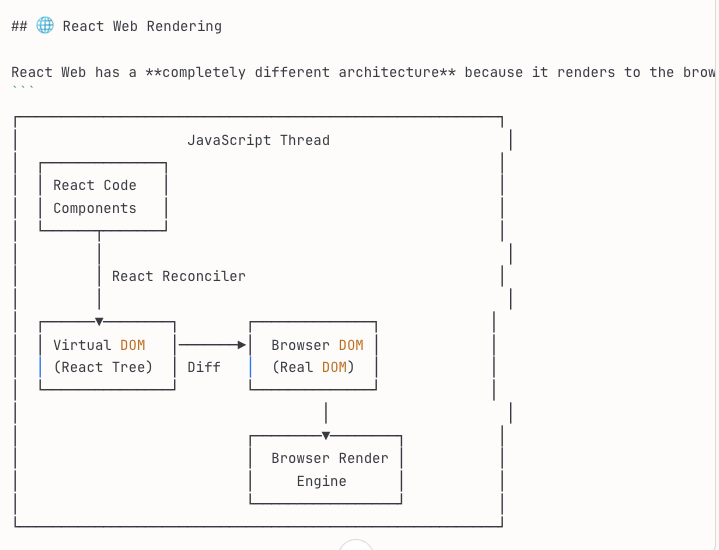 ## 🌐 React Web Rendering
React Web has a **completely different architecture** because it renders to the brow
```
JavaScript Thread
React Code
Components
React Reconciler
Virtual DOM
(React Tree)
Diff
Browser DOM
(Real DOM)
Browser Render
Engine